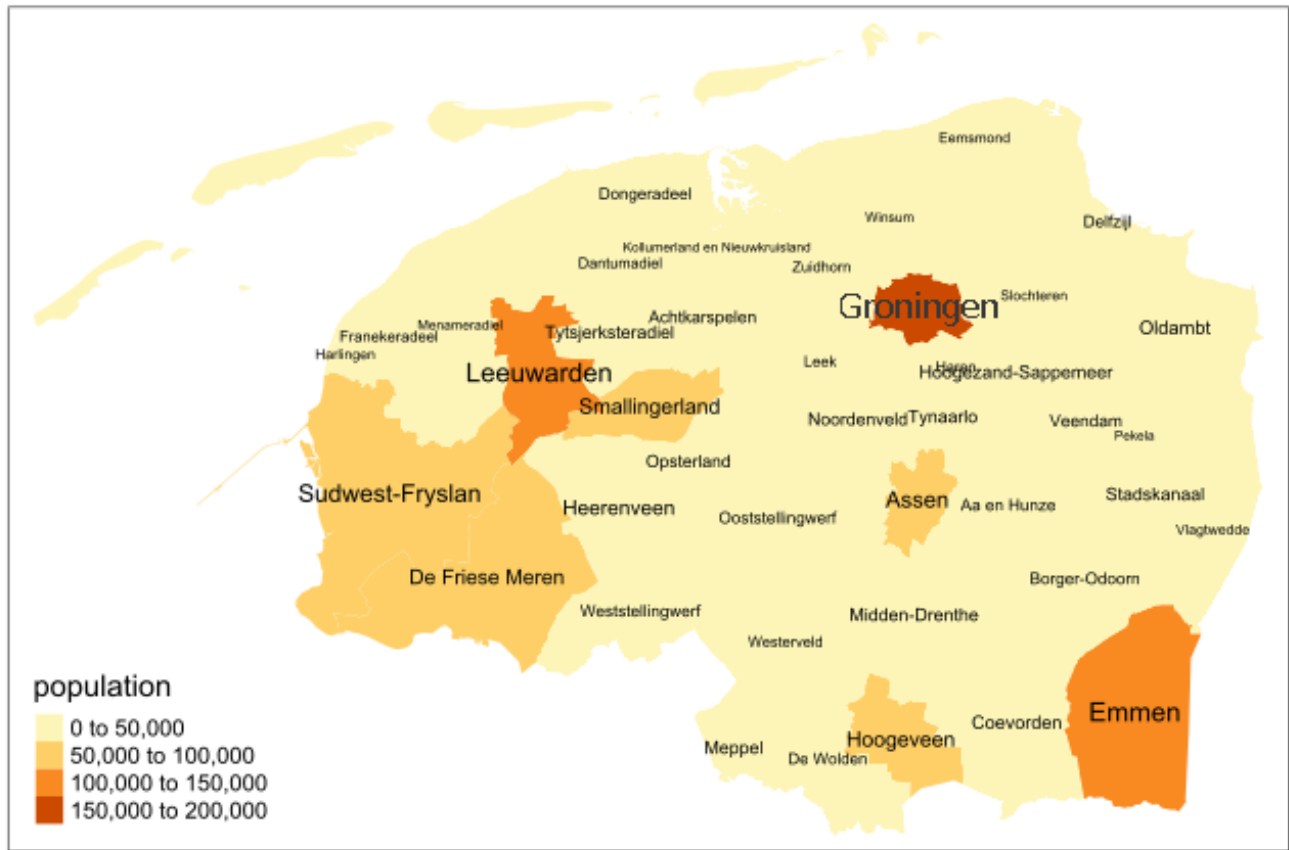 Eemsmond
Dongeradeel
Winsum
Delfzijl
Kollumerland en Nieuwkruisland
Dantumadiel
Zuidhorn
Groningen
Slochteren
Achtkarspelen
Menameradiel
Tytsjerksteradiel
Oldambt
Franekeradeel
Harlingen
Leek
Haren
Leeuwarden
Hoogezand-Sappemeer
Smallingerland
Noordenveld
Tynaarlo
Veendam
Pekela
Opsterland
Sudwest-Fryslan
Assen
Stadskanaal
Heerenveen
Aa en Hunze
Ooststellingwerf
Vlagtwedde
De Friese Meren
Borger-Odoorn
Weststellingwerf
Midden-Drenthe
Westerveld
Emmen
Coevorden
Hoogeveen
Meppel
De Wolden
population
0 to 50,000
50,000 to 100,000
100,000 to 150,000
150,000 to 200,000